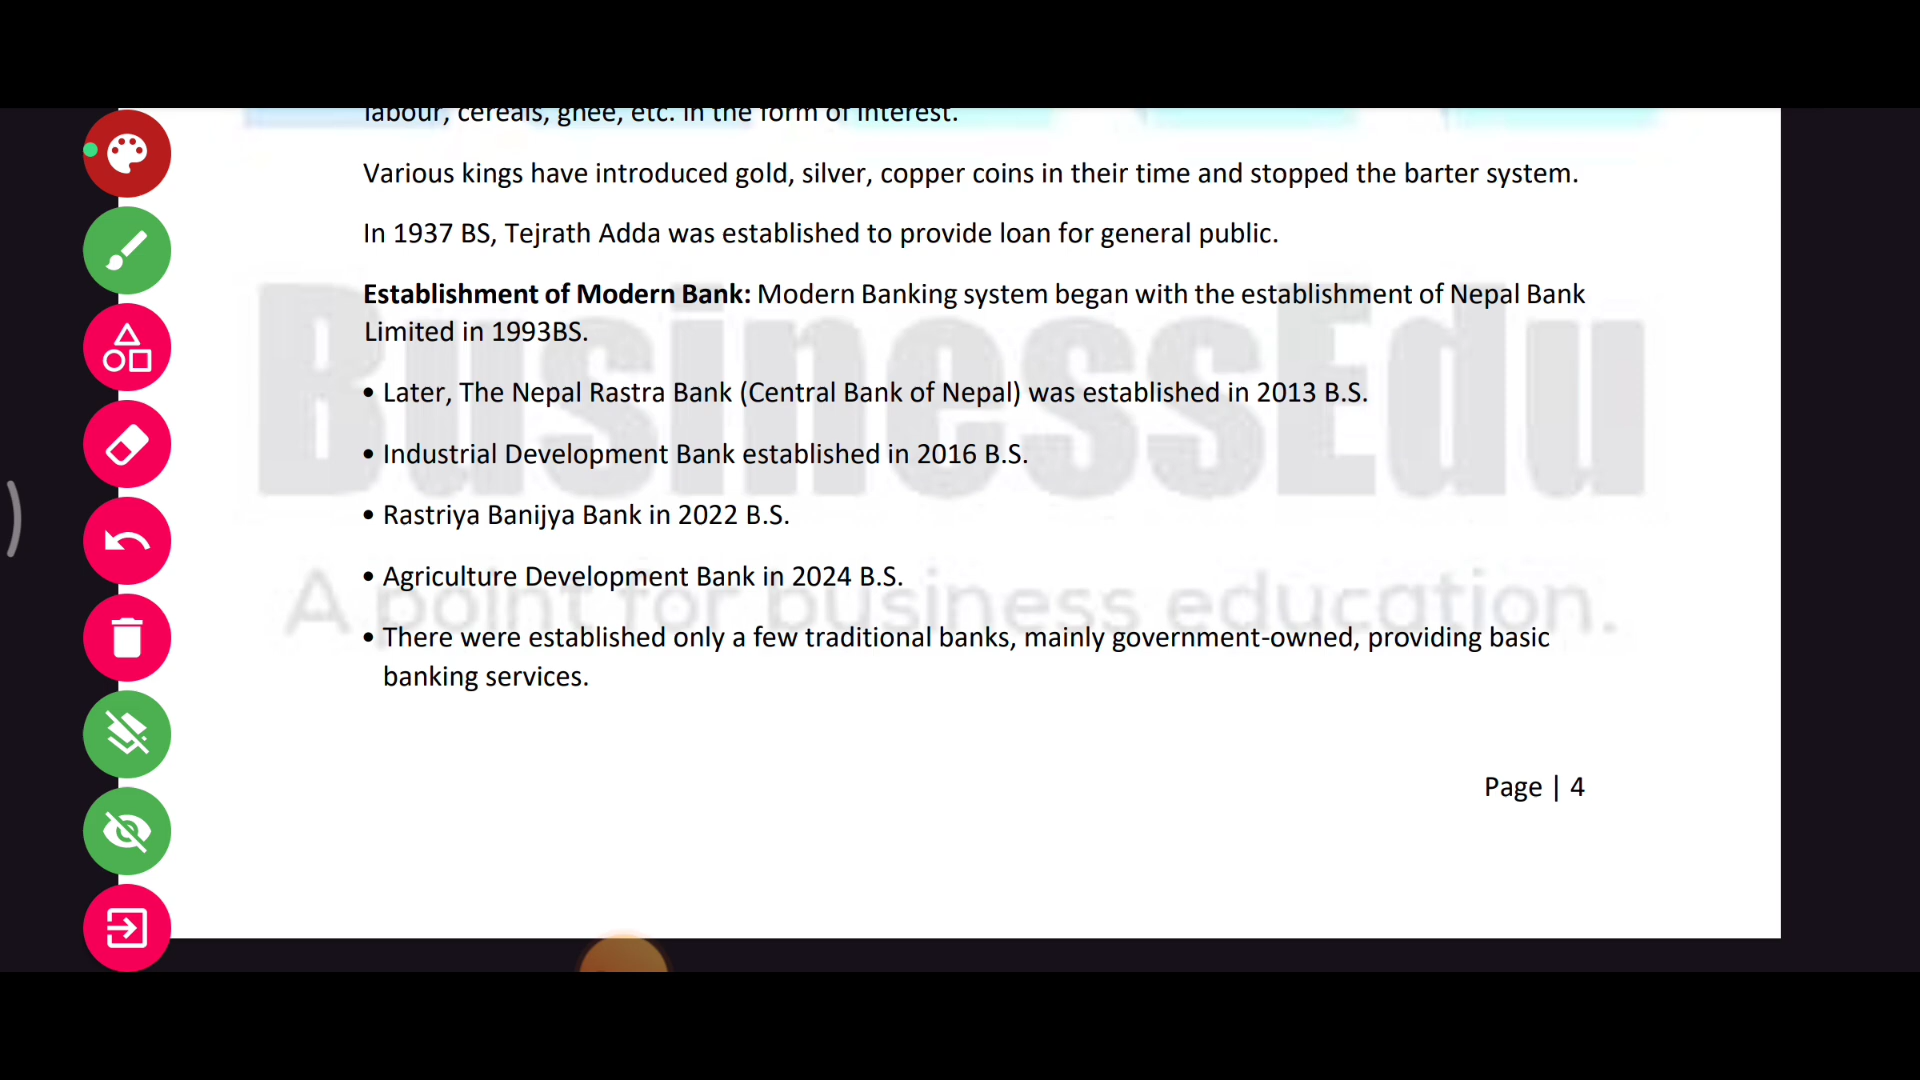 labour, cereals, ghee, etc. in the form of interest.
Various kings have introduced gold, silver, copper coins in their time and stopped the barter system.
In 1937 BS, Tejrath Adda was established to provide loan for general public.
Establishment of Modern Bank: Modern Banking system began with the establishment of Nepal Bank
Limited in 1993BS.
• Later, The Nepal Rastra Bank (Central Bank of Nepal) was established in 2013 B.S.
• Industrial Development Bank established in 2016 B.S.
• Rastriya Banijya Bank in 2022 B.S.
• Agriculture Development Bank in 2024 B.S.
• There were established only a few traditional banks, mainly government-owned, providing basic
banking services.
BusinessEdu
A point for business education.
Page | 4